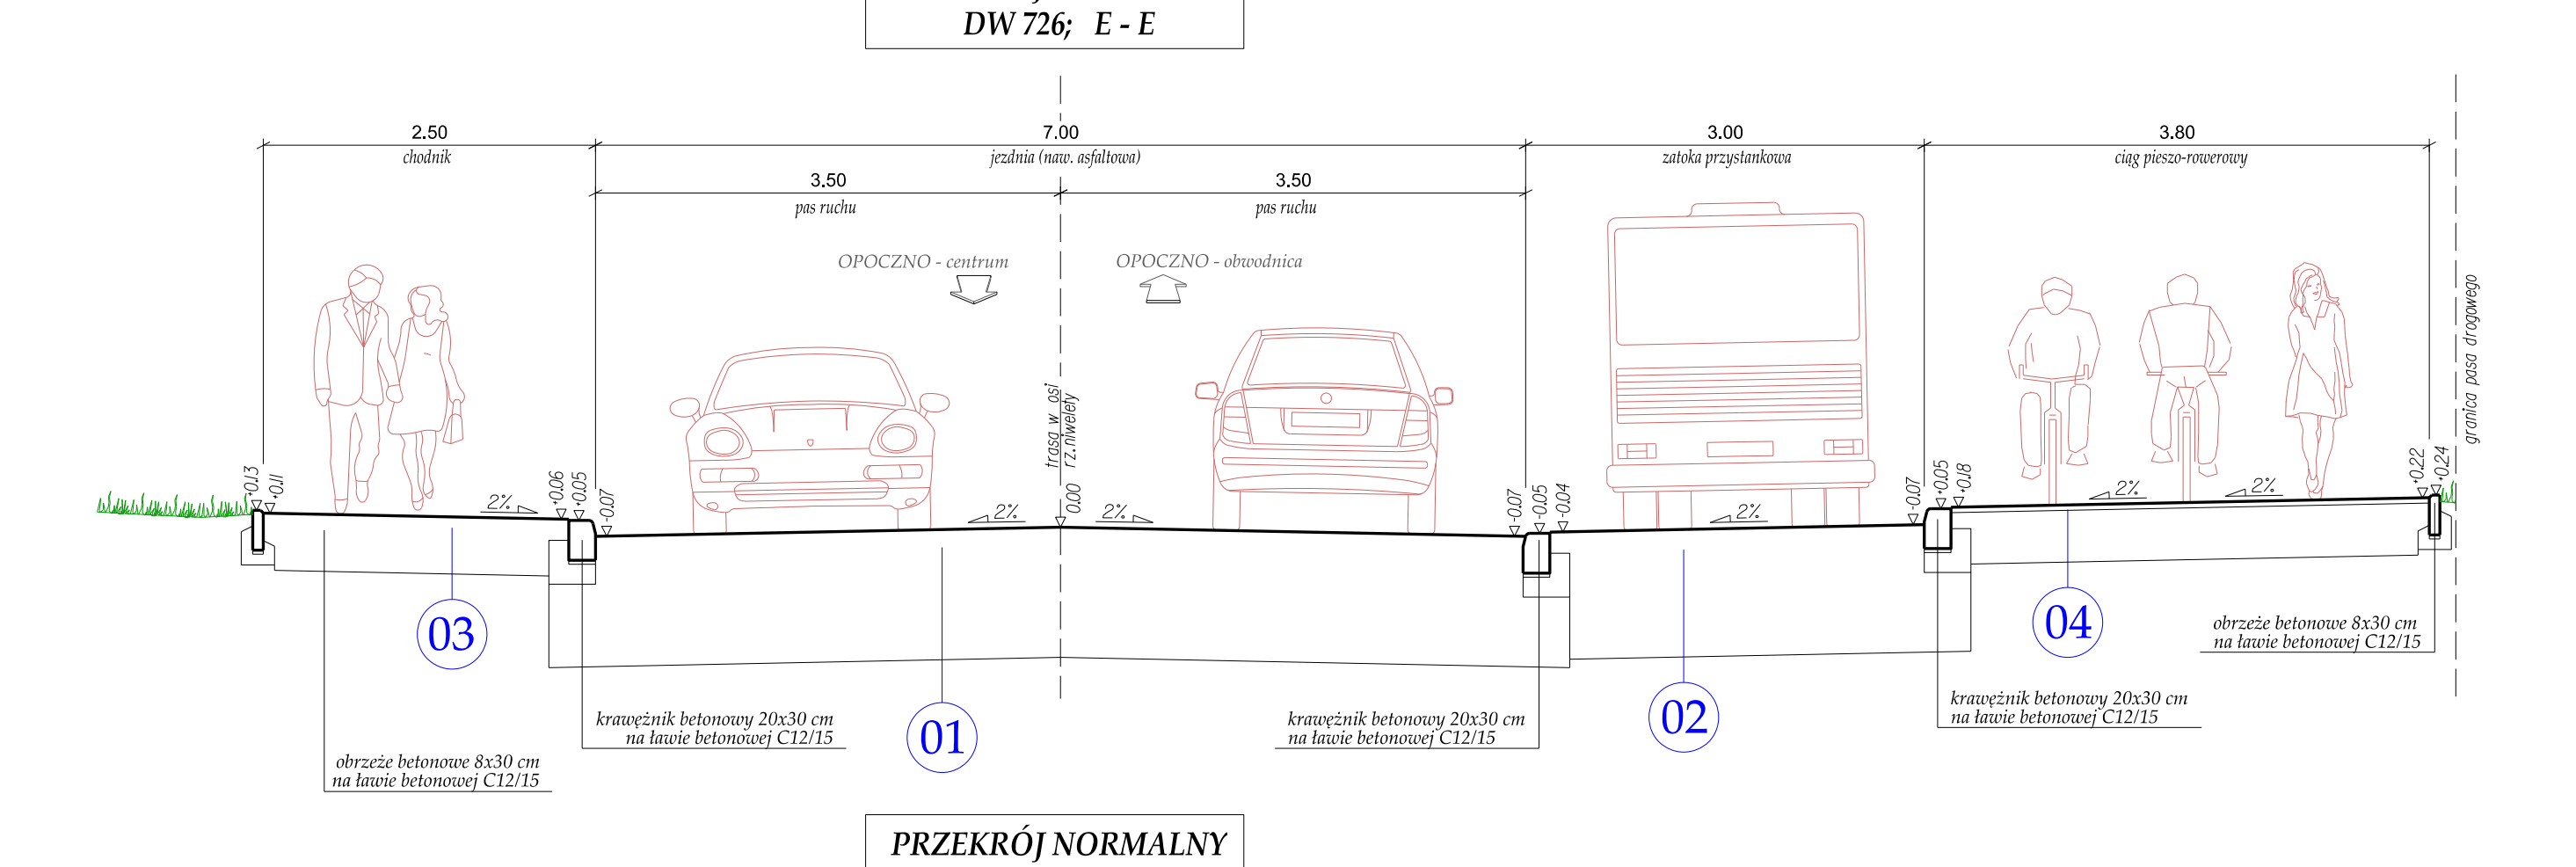 DW 726; E - E
2.50
7.00
3.00
3.80
chodnik
jezdnia (naw. asfaltowa)
zatoka przystankowa
ciąg pieszo-rowerowy
3.50
3.50
pas ruchu
pas ruchu
OPOCZNO - centrum
OPOCZNO - obwodnica
granica pasa drogowego
trasa w osi
rz.niwelety
+0.13
+0.11
2%
+0.06
+0.05
-0.07
2%
0.00
2%
-0.07
-0.05
-0.04
2%
-0.07
+0.05
+0.18
2%
2%
+0.22
+0.24
03
04
01
02
obrzeże betonowe 8x30 cm
na ławie betonowej C12/15
krawężnik betonowy 20x30 cm
na ławie betonowej C12/15
krawężnik betonowy 20x30 cm
na ławie betonowej C12/15
krawężnik betonowy 20x30 cm
na ławie betonowej C12/15
obrzeże betonowe 8x30 cm
na ławie betonowej C12/15
PRZEKRÓJ NORMALNY